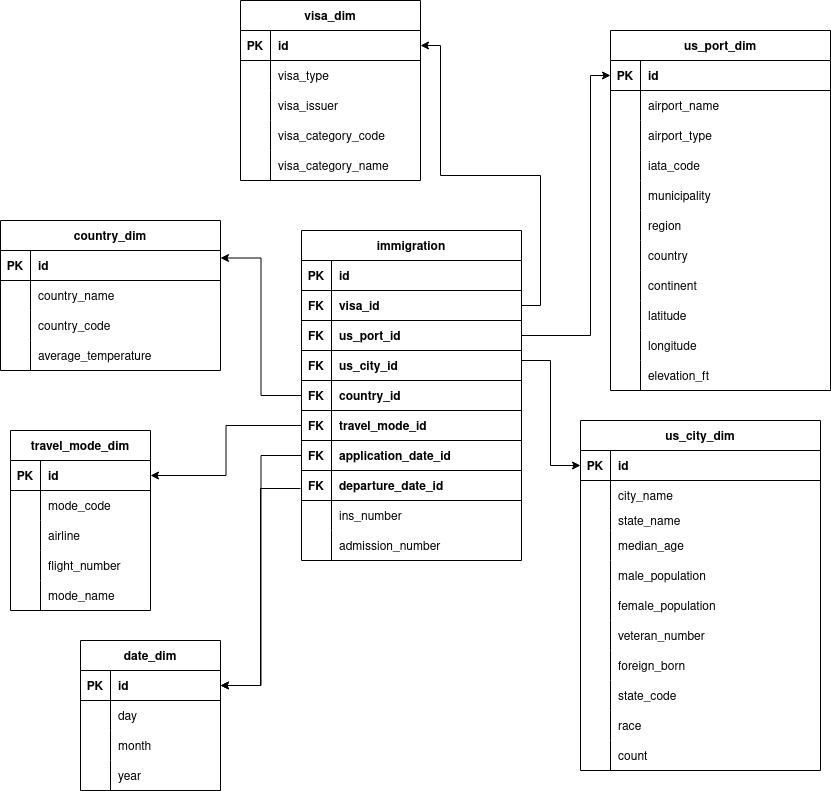 visa_dim
PK id
visa_type
visa_issuer
visa_category_code
visa_category_name
us_port_dim
PK id
airport_name
airport_type
iata_code
municipality
region
country
continent
latitude
longitude
elevation_ft
country_dim
PK id
country_name
country_code
average_temperature
immigration
PK id
FK visa_id
FK us_port_id
FK us_city_id
FK country_id
FK travel_mode_id
FK application_date_id
FK departure_date_id
ins_number
admission_number
travel_mode_dim
PK id
mode_code
airline
flight_number
mode_name
us_city_dim
PK id
city_name
state_name
median_age
male_population
female_population
veteran_number
foreign_born
state_code
race
count
date_dim
PK id
day
month
year